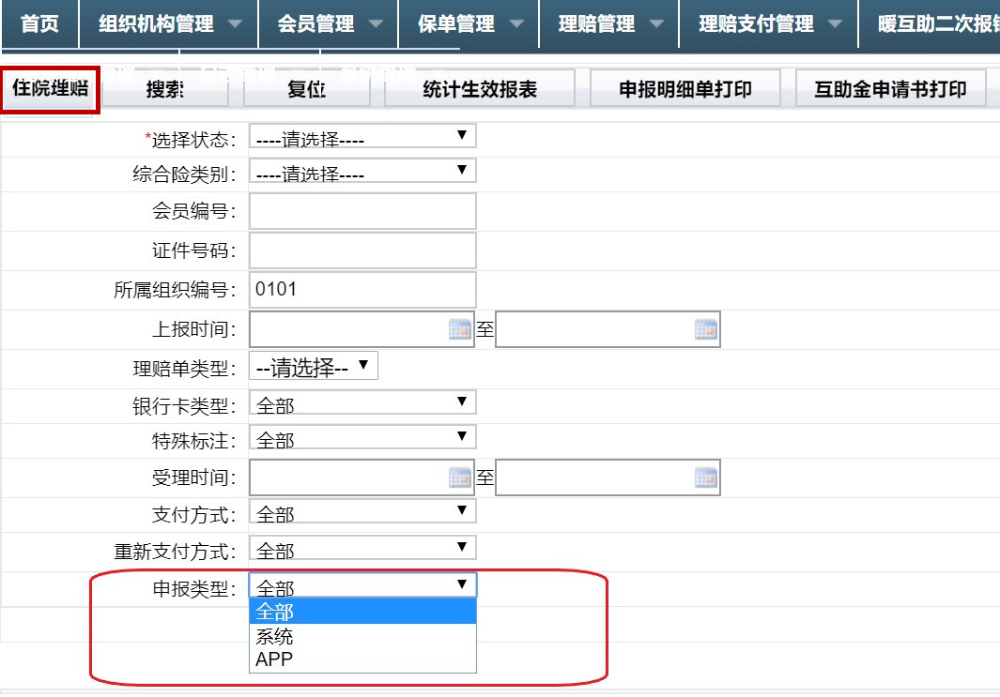 首页 组织机构管理 会员管理 保单管理 理赔管理 理赔支付管理 暖互助二次报
住院理赔 搜索 复位 统计生效报表 申报明细单打印 互助金申请书打印
*选择状态： ----请选择----
综合险类别： ----请选择----
会员编号：
证件号码：
所属组织编号： 0101
上报时间： 至
理赔单类型： --请选择--
银行卡类型： 全部
特殊标注： 全部
受理时间： 至
支付方式： 全部
重新支付方式： 全部
申报类型： 全部
全部
系统
APP